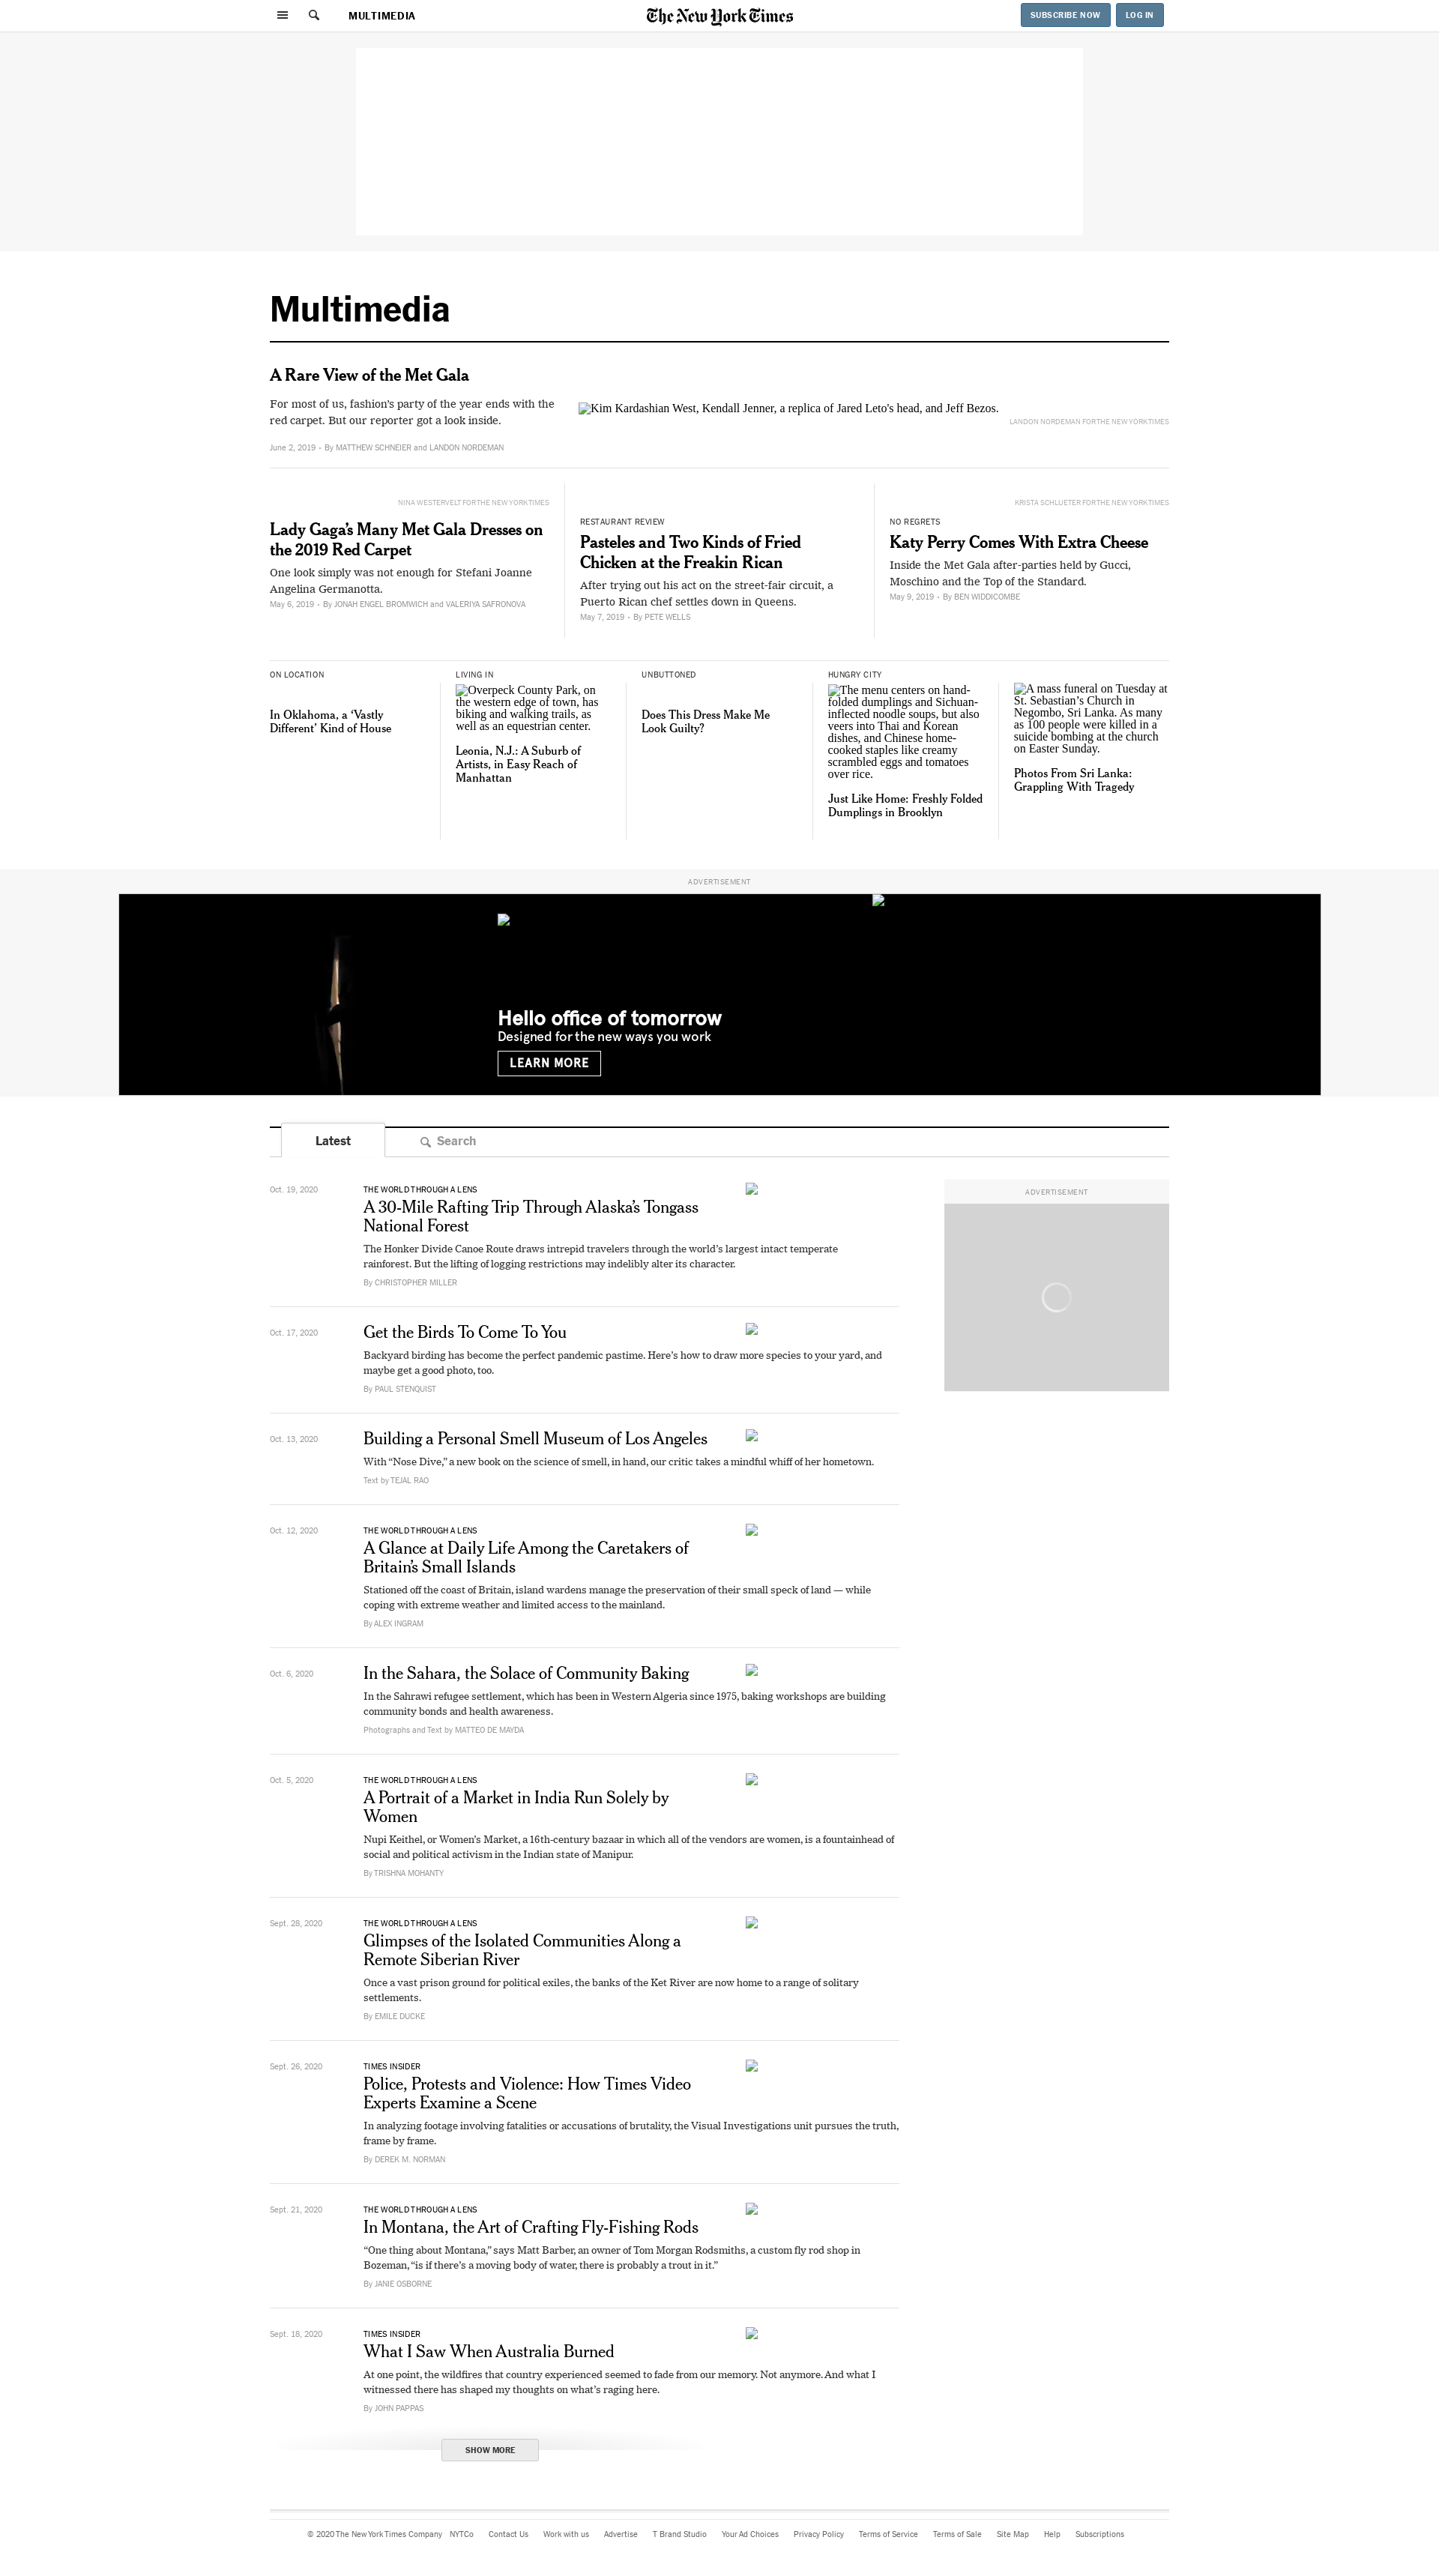 MULTIMEDIA
The New York Times
SUBSCRIBE NOW
LOG IN
Multimedia
A Rare View of the Met Gala
For most of us, fashion's party of the year ends with the
red carpet. But our reporter got a look inside.
June 2, 2019 • By MATTHEW SCHNEIER and LANDON NORDEMAN
Kim Kardashian West, Kendall Jenner, a replica of Jared Leto's head, and Jeff Bezos.
LANDON NORDEMAN FOR THE NEW YORK TIMES
NINA WESTERVELT FOR THE NEW YORK TIMES
Lady Gaga’s Many Met Gala Dresses on
the 2019 Red Carpet
One look simply was not enough for Stefani Joanne
Angelina Germanotta.
May 6, 2019 • By JONAH ENGEL BROMWICH and VALERIYA SAFRONOVA
RESTAURANT REVIEW
Pasteles and Two Kinds of Fried
Chicken at the Freakin Rican
After trying out his act on the street-fair circuit, a
Puerto Rican chef settles down in Queens.
May 7, 2019 • By PETE WELLS
KRISTA SCHLUETER FOR THE NEW YORK TIMES
NO REGRETS
Katy Perry Comes With Extra Cheese
Inside the Met Gala after-parties held by Gucci,
Moschino and the Top of the Standard.
May 9, 2019 • By BEN WIDDICOMBE
ON LOCATION
In Oklahoma, a ‘Vastly
Different’ Kind of House
LIVING IN
Overpeck County Park, on
the western edge of town, has
biking and walking trails, as
well as an equestrian center.
Leonia, N.J.: A Suburb of
Artists, in Easy Reach of
Manhattan
UNBUTTONED
Does This Dress Make Me
Look Guilty?
HUNGRY CITY
The menu centers on hand-
folded dumplings and Sichuan-
inflected noodle soups, but also
veers into Thai and Korean
dishes, and Chinese home-
cooked staples like creamy
scrambled eggs and tomatoes
over rice.
Just Like Home: Freshly Folded
Dumplings in Brooklyn
A mass funeral on Tuesday at
St. Sebastian’s Church in
Negombo, Sri Lanka. As many
as 100 people were killed in a
suicide bombing at the church
on Easter Sunday.
Photos From Sri Lanka:
Grappling With Tragedy
ADVERTISEMENT
Hello office of tomorrow
Designed for the new ways you work
LEARN MORE
Latest
Search
Oct. 19, 2020
THE WORLD THROUGH A LENS
A 30-Mile Rafting Trip Through Alaska’s Tongass
National Forest
The Honker Divide Canoe Route draws intrepid travelers through the world’s largest intact temperate
rainforest. But the lifting of logging restrictions may indelibly alter its character.
By CHRISTOPHER MILLER
ADVERTISEMENT
Oct. 17, 2020
Get the Birds To Come To You
Backyard birding has become the perfect pandemic pastime. Here’s how to draw more species to your yard, and
maybe get a good photo, too.
By PAUL STENQUIST
Oct. 13, 2020
Building a Personal Smell Museum of Los Angeles
With “Nose Dive,” a new book on the science of smell, in hand, our critic takes a mindful whiff of her hometown.
Text by TEJAL RAO
Oct. 12, 2020
THE WORLD THROUGH A LENS
A Glance at Daily Life Among the Caretakers of
Britain’s Small Islands
Stationed off the coast of Britain, island wardens manage the preservation of their small speck of land — while
coping with extreme weather and limited access to the mainland.
By ALEX INGRAM
Oct. 6, 2020
In the Sahara, the Solace of Community Baking
In the Sahrawi refugee settlement, which has been in Western Algeria since 1975, baking workshops are building
community bonds and health awareness.
Photographs and Text by MATTEO DE MAYDA
Oct. 5, 2020
THE WORLD THROUGH A LENS
A Portrait of a Market in India Run Solely by
Women
Nupi Keithel, or Women’s Market, a 16th-century bazaar in which all of the vendors are women, is a fountainhead of
social and political activism in the Indian state of Manipur.
By TRISHNA MOHANTY
Sept. 28, 2020
THE WORLD THROUGH A LENS
Glimpses of the Isolated Communities Along a
Remote Siberian River
Once a vast prison ground for political exiles, the banks of the Ket River are now home to a range of solitary
settlements.
By EMILE DUCKE
Sept. 26, 2020
TIMES INSIDER
Police, Protests and Violence: How Times Video
Experts Examine a Scene
In analyzing footage involving fatalities or accusations of brutality, the Visual Investigations unit pursues the truth,
frame by frame.
By DEREK M. NORMAN
Sept. 21, 2020
THE WORLD THROUGH A LENS
In Montana, the Art of Crafting Fly-Fishing Rods
“One thing about Montana,” says Matt Barber, an owner of Tom Morgan Rodsmiths, a custom fly rod shop in
Bozeman, “is if there’s a moving body of water, there is probably a trout in it.”
By JANIE OSBORNE
Sept. 18, 2020
TIMES INSIDER
What I Saw When Australia Burned
At one point, the wildfires that country experienced seemed to fade from our memory. Not anymore. And what I
witnessed there has shaped my thoughts on what’s raging here.
By JOHN PAPPAS
SHOW MORE
© 2020 The New York Times Company NYTCo Contact Us Work with us Advertise T Brand Studio Your Ad Choices Privacy Policy Terms of Service Terms of Sale Site Map Help Subscriptions